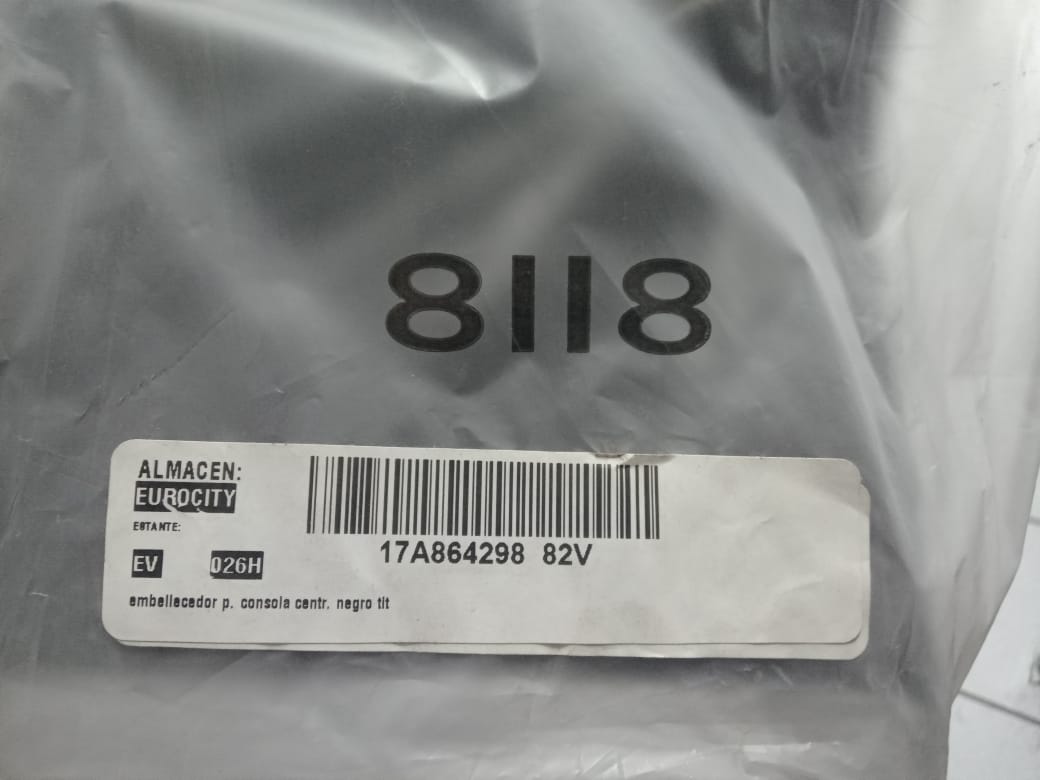 8118
ALMACEN:
EUROCITY
ESTANTE:
EV 026H
17A864298 82V
embellecedor p. consola centr. negro tit